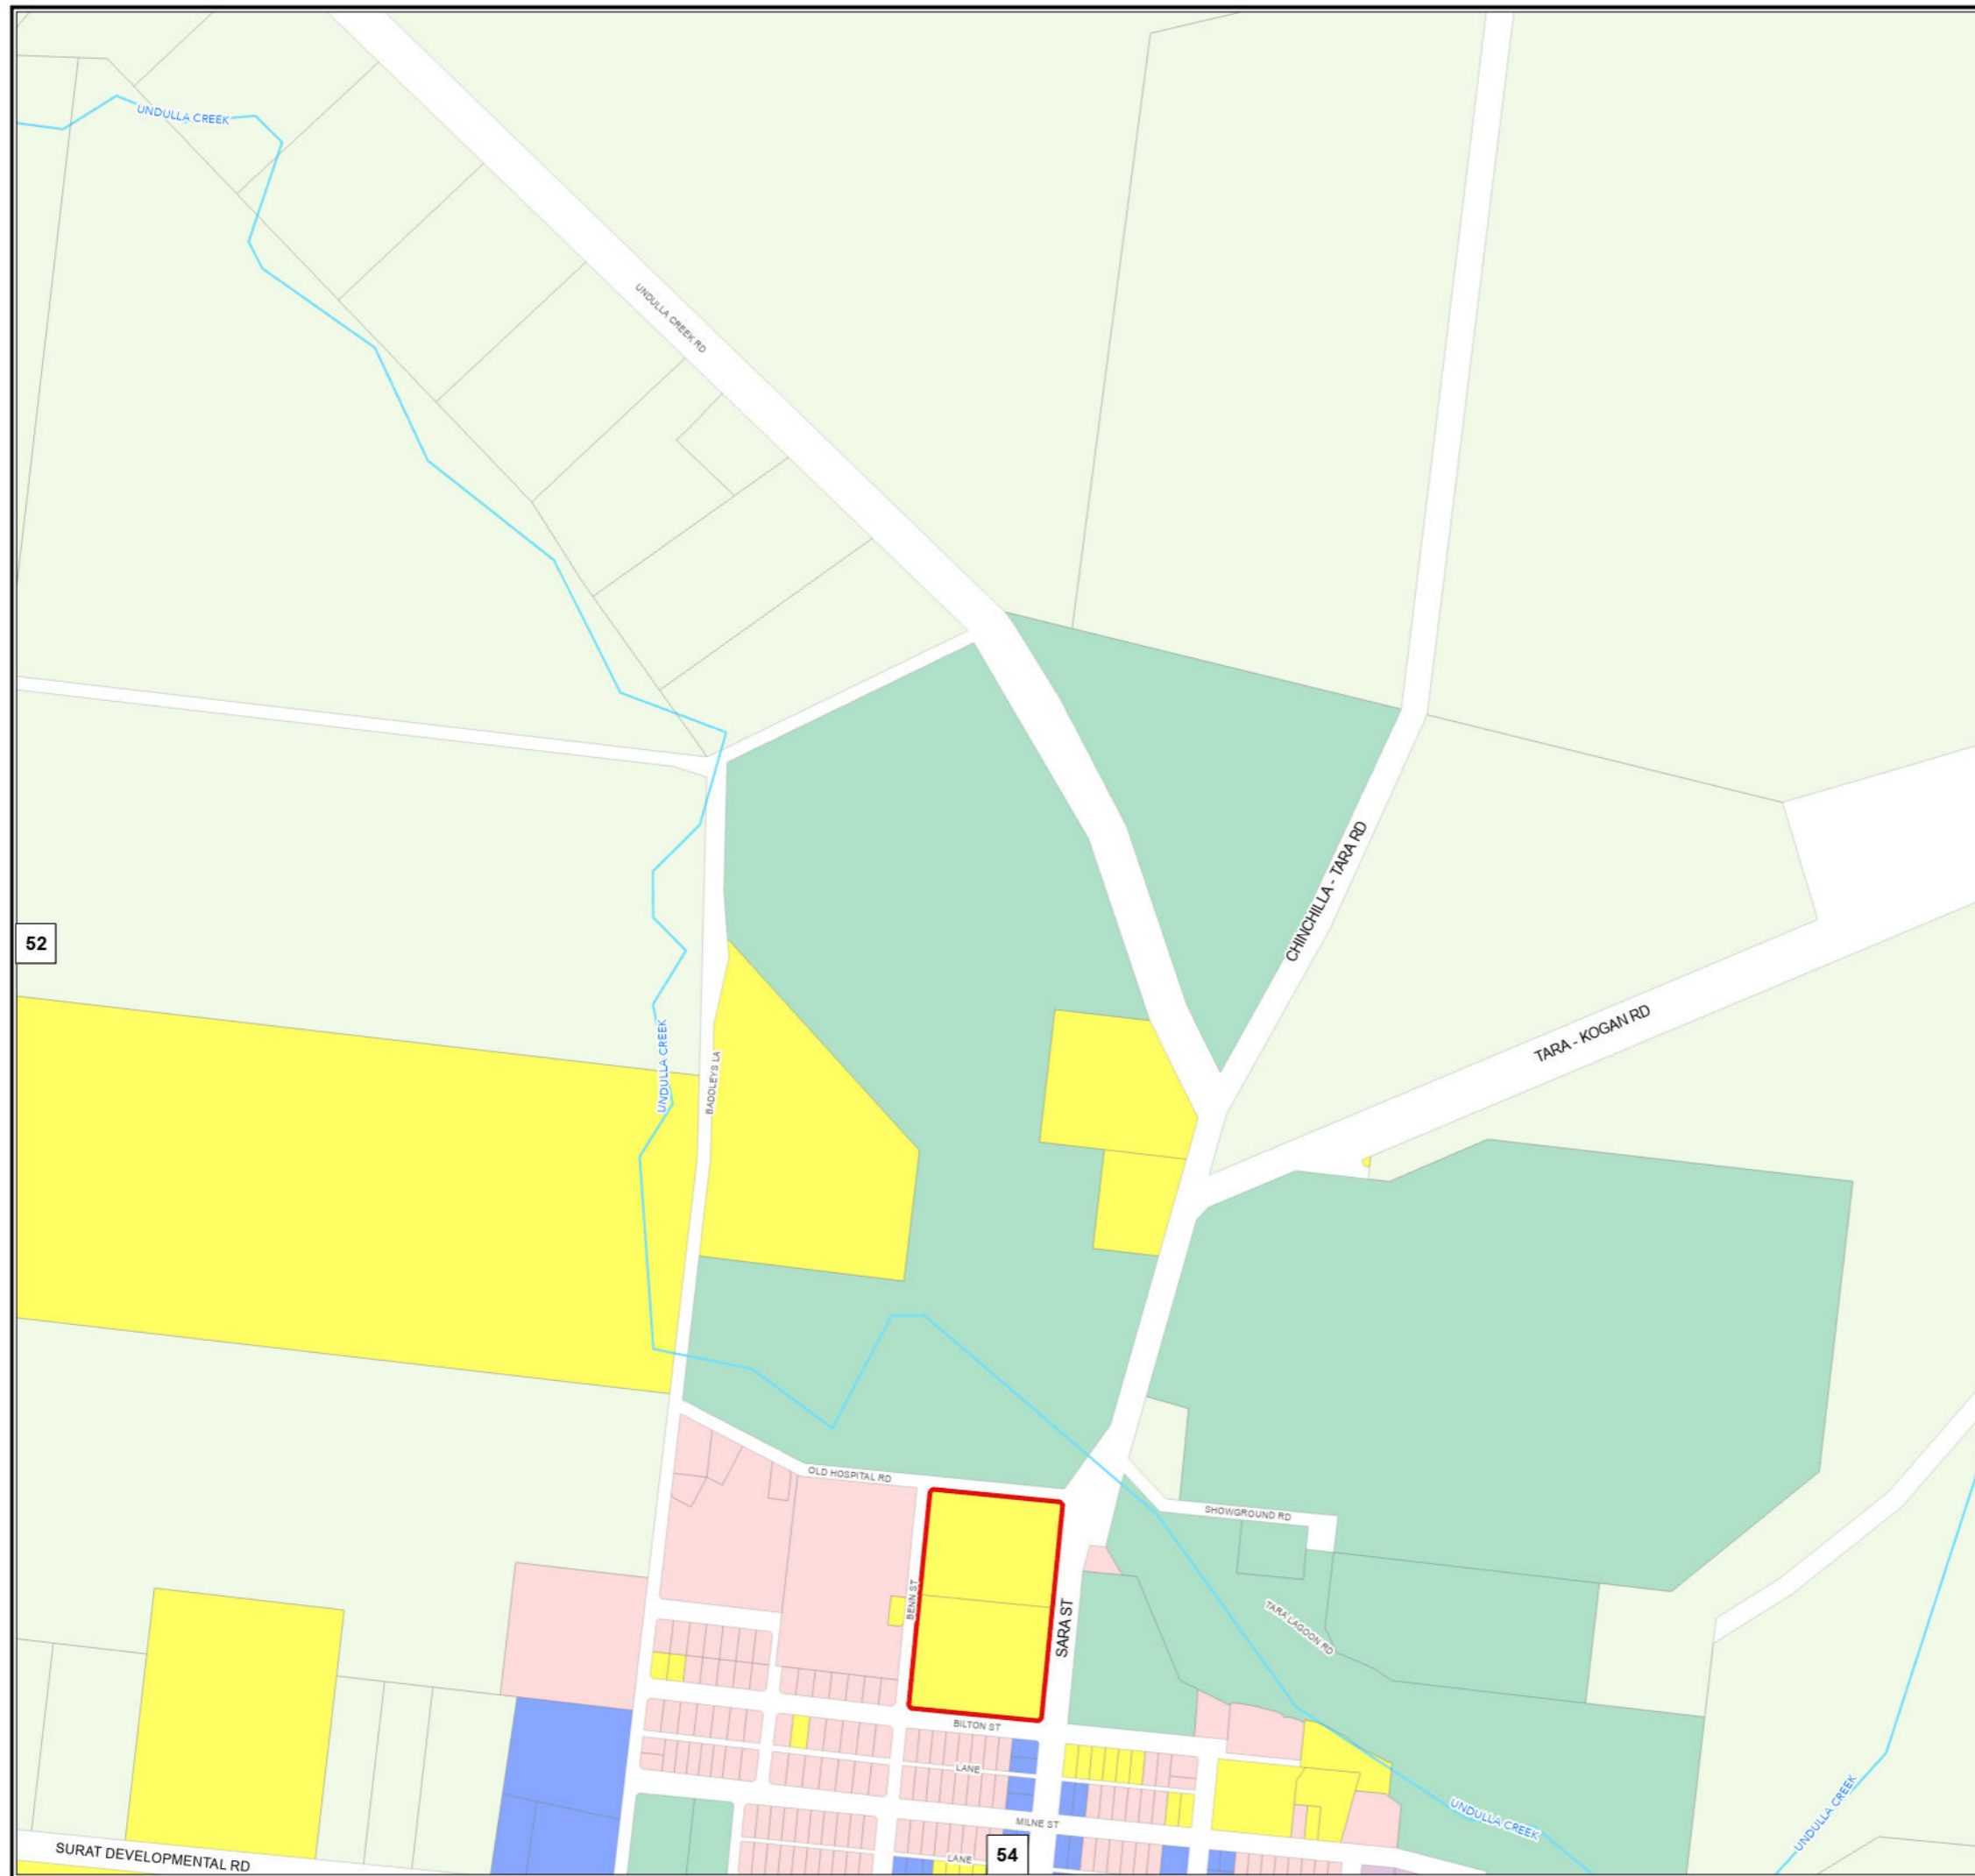 UNDULLA CREEK
UNDULLA CREEK RD
CHINCHILLA - TARA RD
52
TARA - KOGAN RD
UNDULLA CREEK
BADDLEYS LA
OLD HOSPITAL RD
SHOWGROUND RD
BENN ST
SARA ST
TARA LAGOON RD
BILTON ST
LANE
MILNE ST
UNDULLA CREEK
UNDULLA CREEK
SURAT DEVELOPMENTAL RD
LANE
54